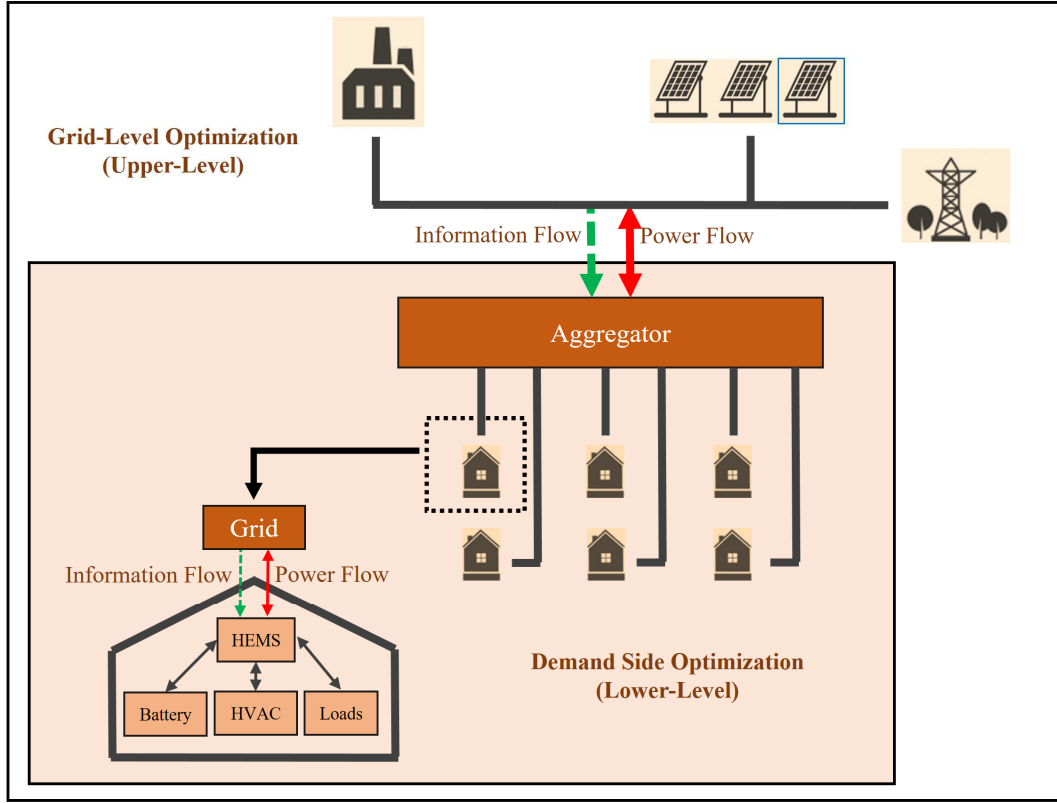 Grid-Level Optimization
(Upper-Level)
Information Flow
Power Flow
Aggregator
Grid
Information Flow
Power Flow
HEMS
Battery
HVAC
Loads
Demand Side Optimization
(Lower-Level)